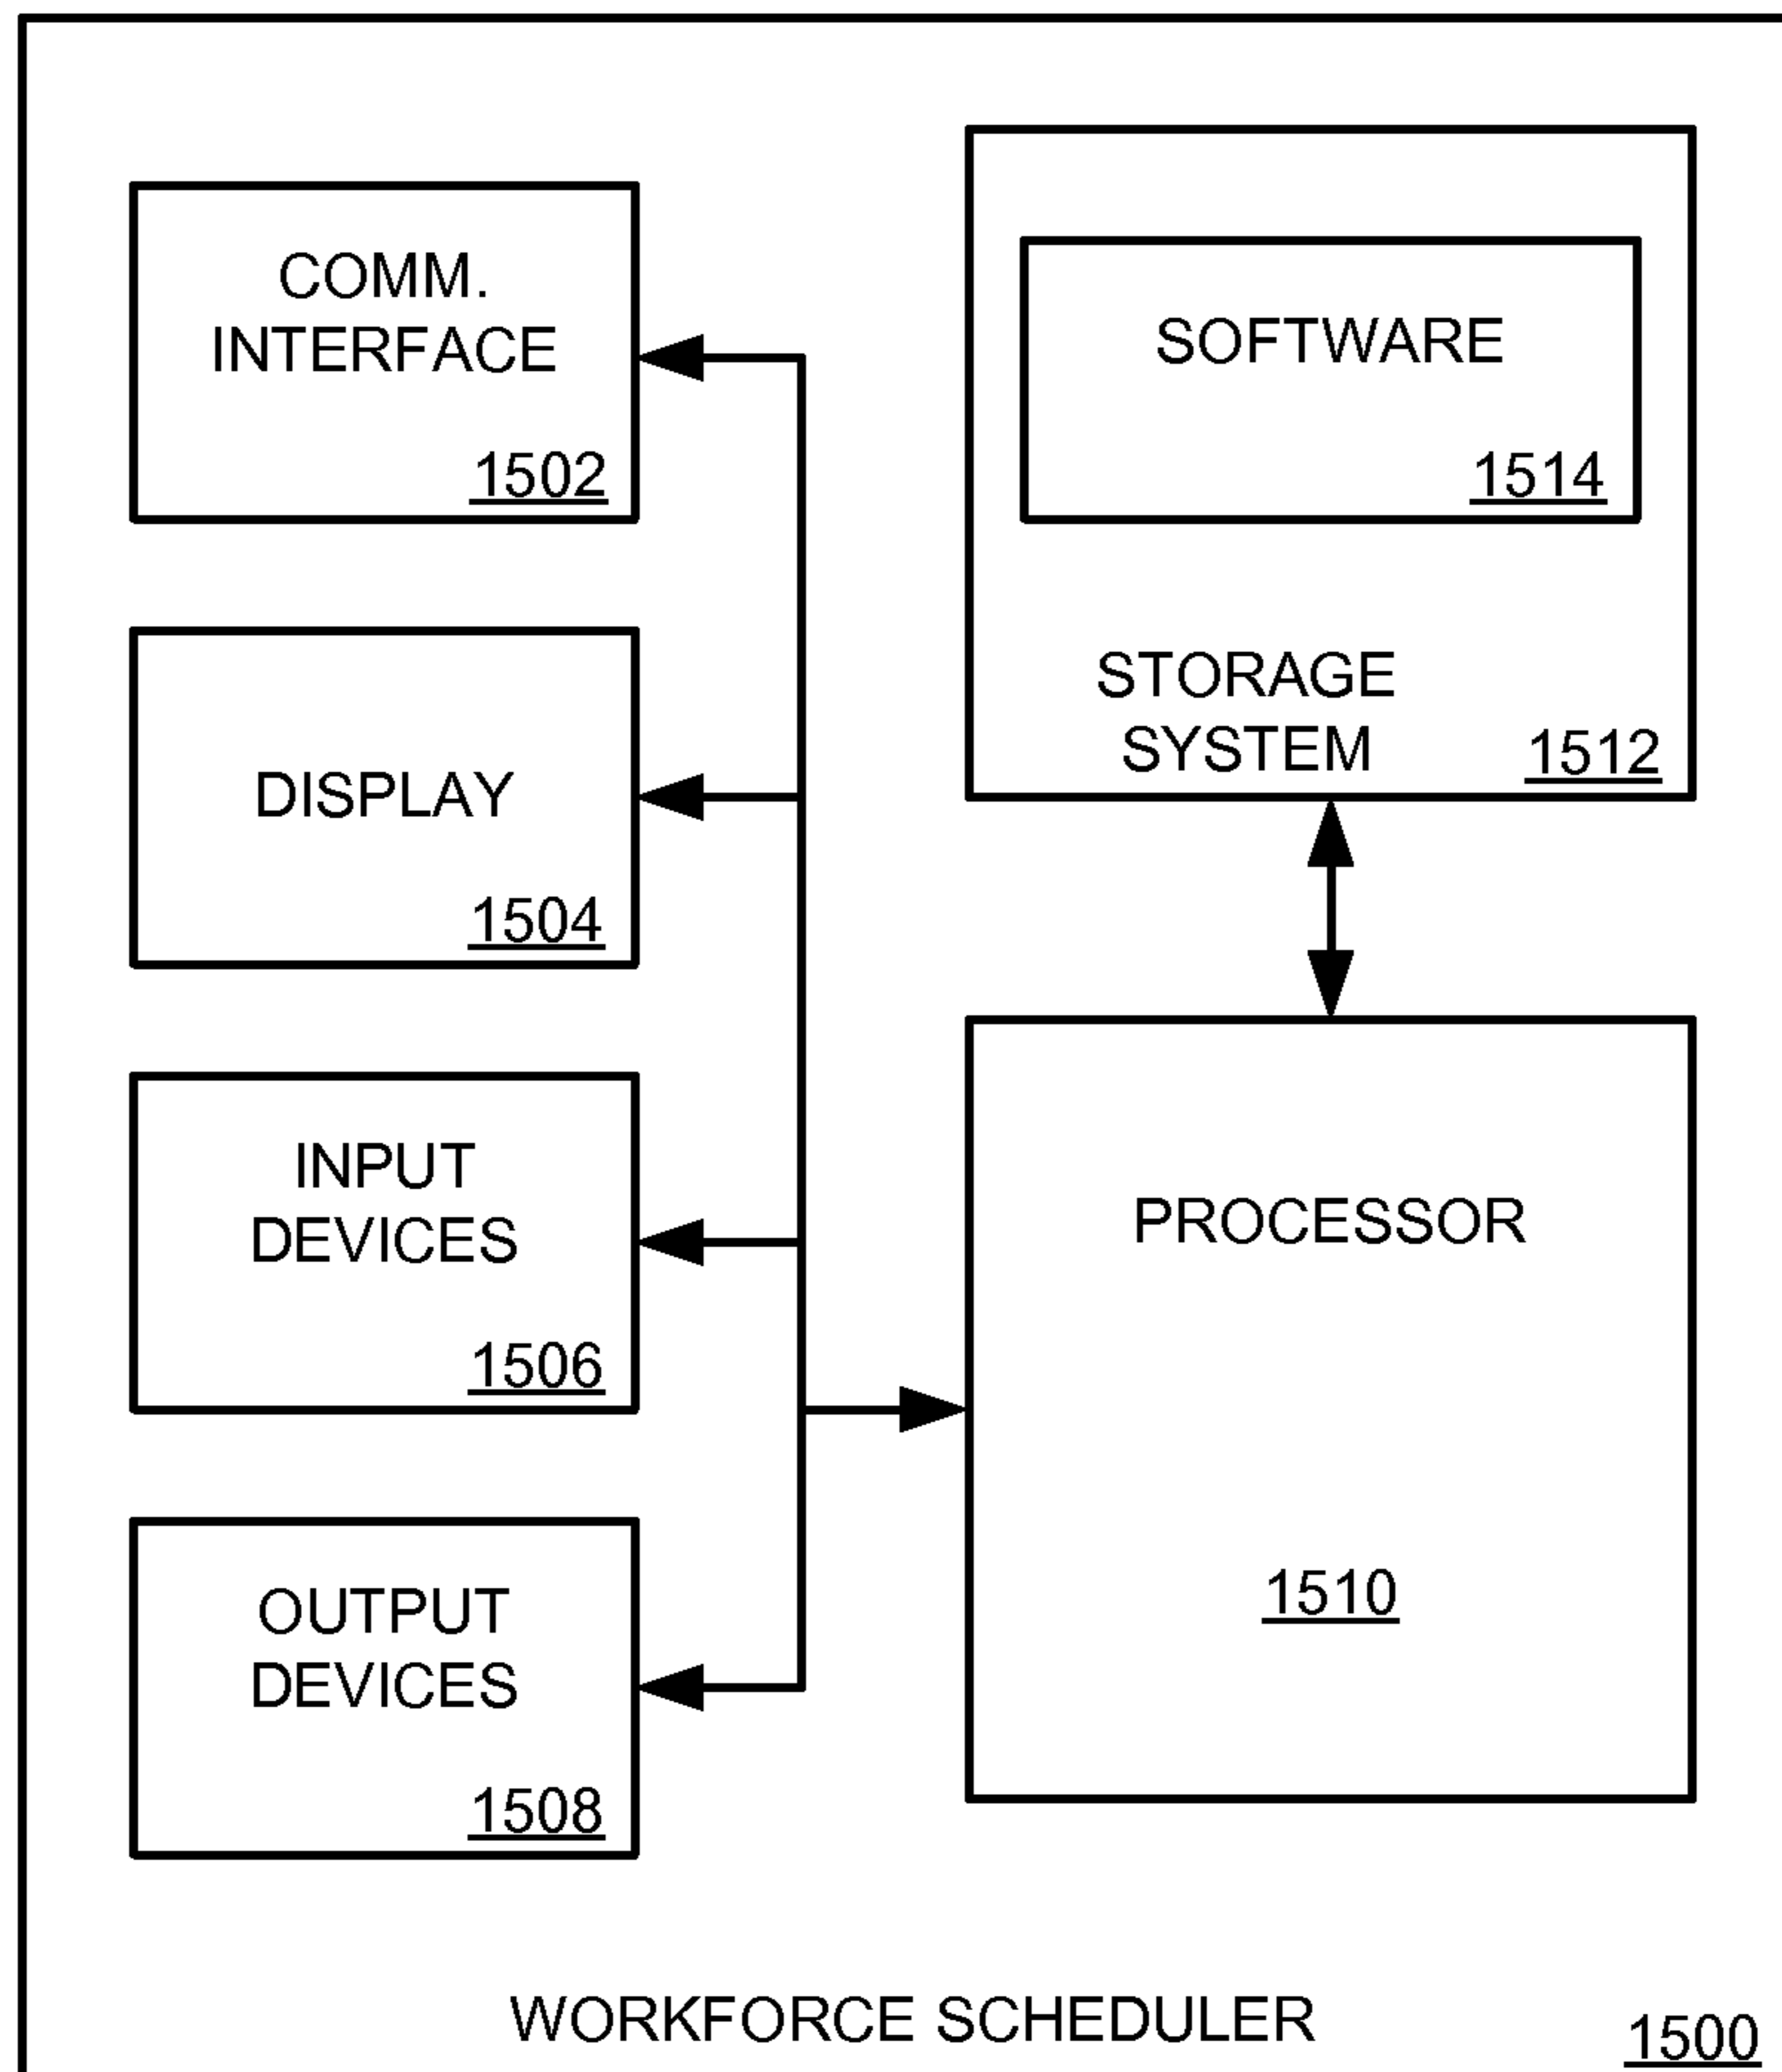 COMM.
INTERFACE
1502
DISPLAY
1504
INPUT
DEVICES
1506
OUTPUT
DEVICES
1508
SOFTWARE
1514
STORAGE
SYSTEM
1512
PROCESSOR
1510
WORKFORCE SCHEDULER
1500